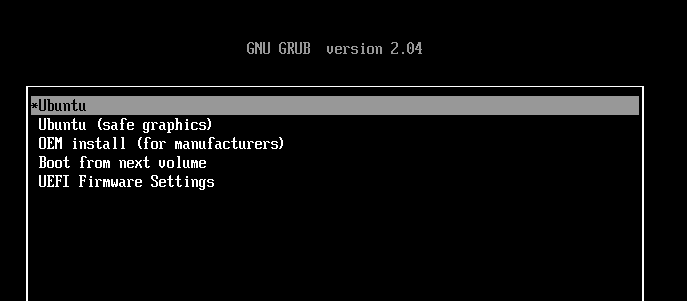 GNU GRUB  version 2.04
*Ubuntu
Ubuntu (safe graphics)
OEM install (for manufacturers)
Boot from next volume
UEFI Firmware Settings